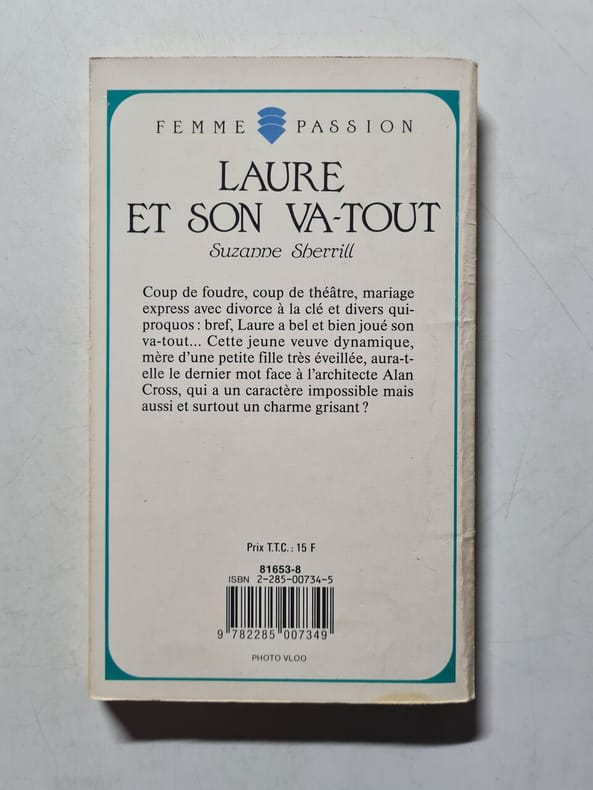 FEMME PASSION
LAURE
ET SON VA-TOUT
Suzanne Sherrill
Coup de foudre, coup de théâtre, mariage
express avec divorce à la clé et divers qui-
proquos : bref, Laure a bel et bien joué son
va-tout... Cette jeune veuve dynamique,
mère d'une petite fille très éveillée, aura-t-
elle le dernier mot face à l'architecte Alan
Cross, qui a un caractère impossible mais
aussi et surtout un charme grisant ?
Prix T.T.C. : 15 F
81653-8
ISBN 2-285-00734-5
9 782285 007349
PHOTO VLOO